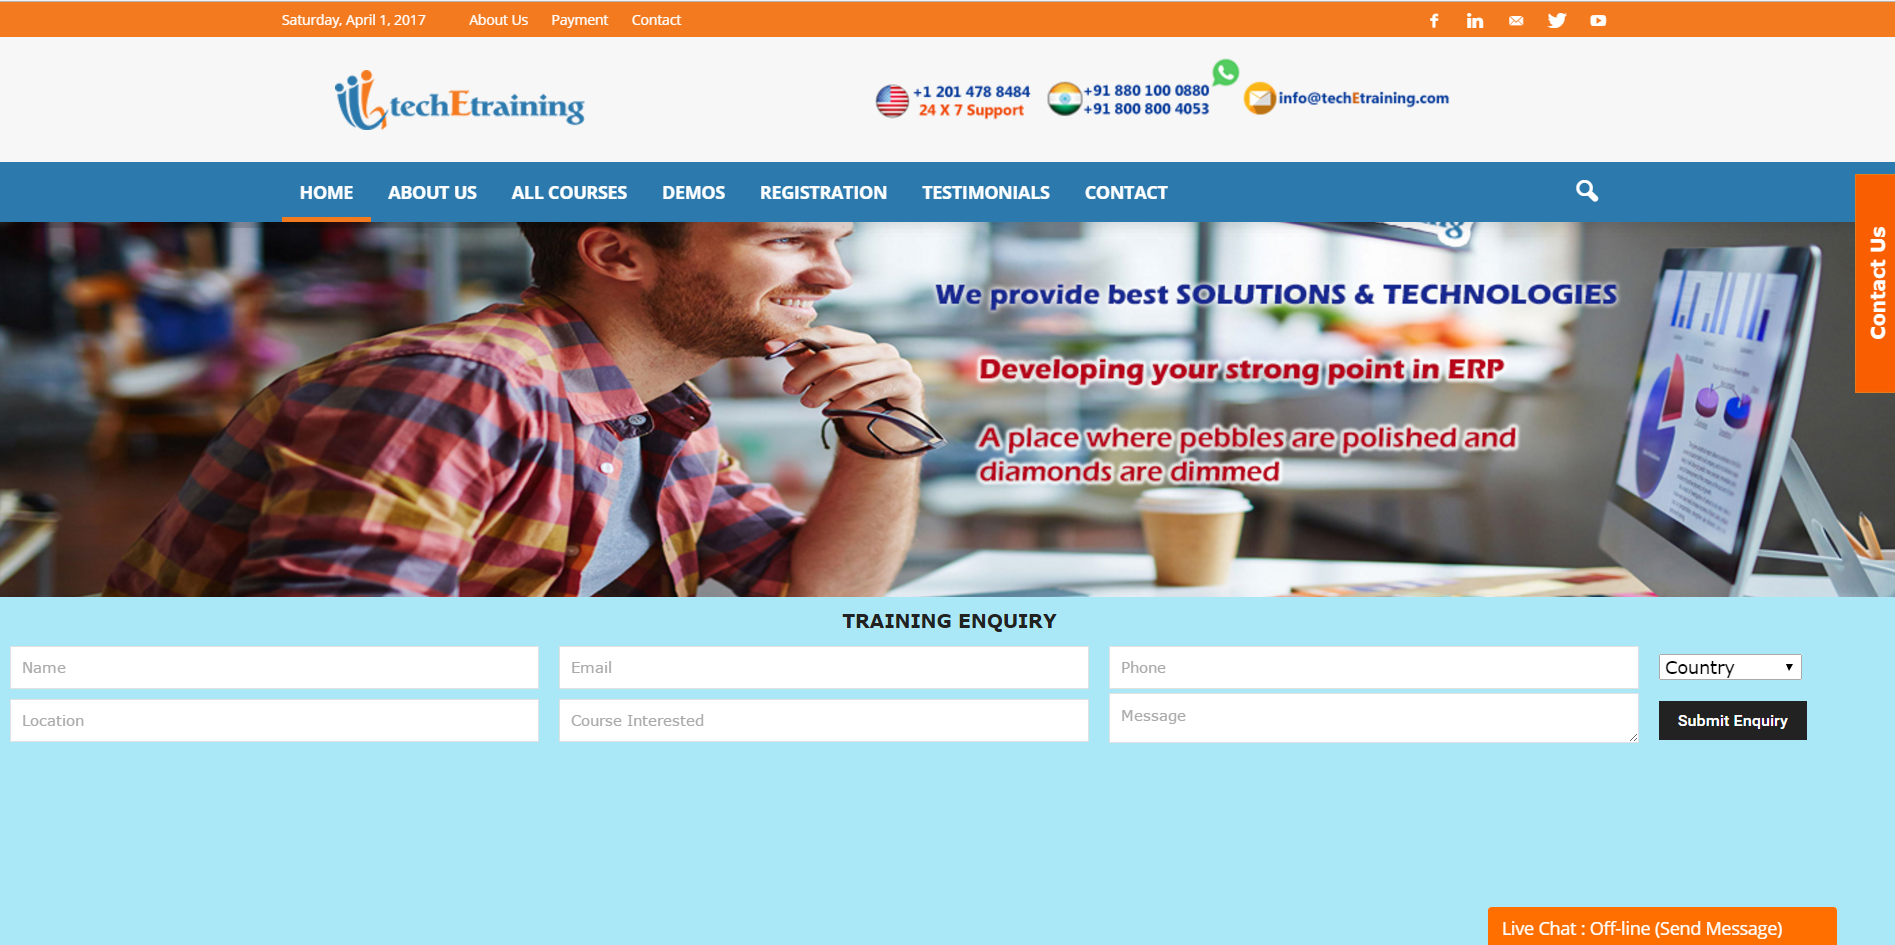 Saturday, April 1, 2017 About Us Payment Contact
techEtraining
+1 201 478 8484
24 X 7 Support
+91 880 100 0880
+91 800 800 4053
info@techEtraining.com
HOME ABOUT US ALL COURSES DEMOS REGISTRATION TESTIMONIALS CONTACT
Contact Us
We provide best SOLUTIONS & TECHNOLOGIES
Developing your strong point in ERP
A place where pebbles are polished and
diamonds are dimmed
TRAINING ENQUIRY
Name Email Phone Country
Location Course Interested Message Submit Enquiry
Live Chat : Off-line (Send Message)